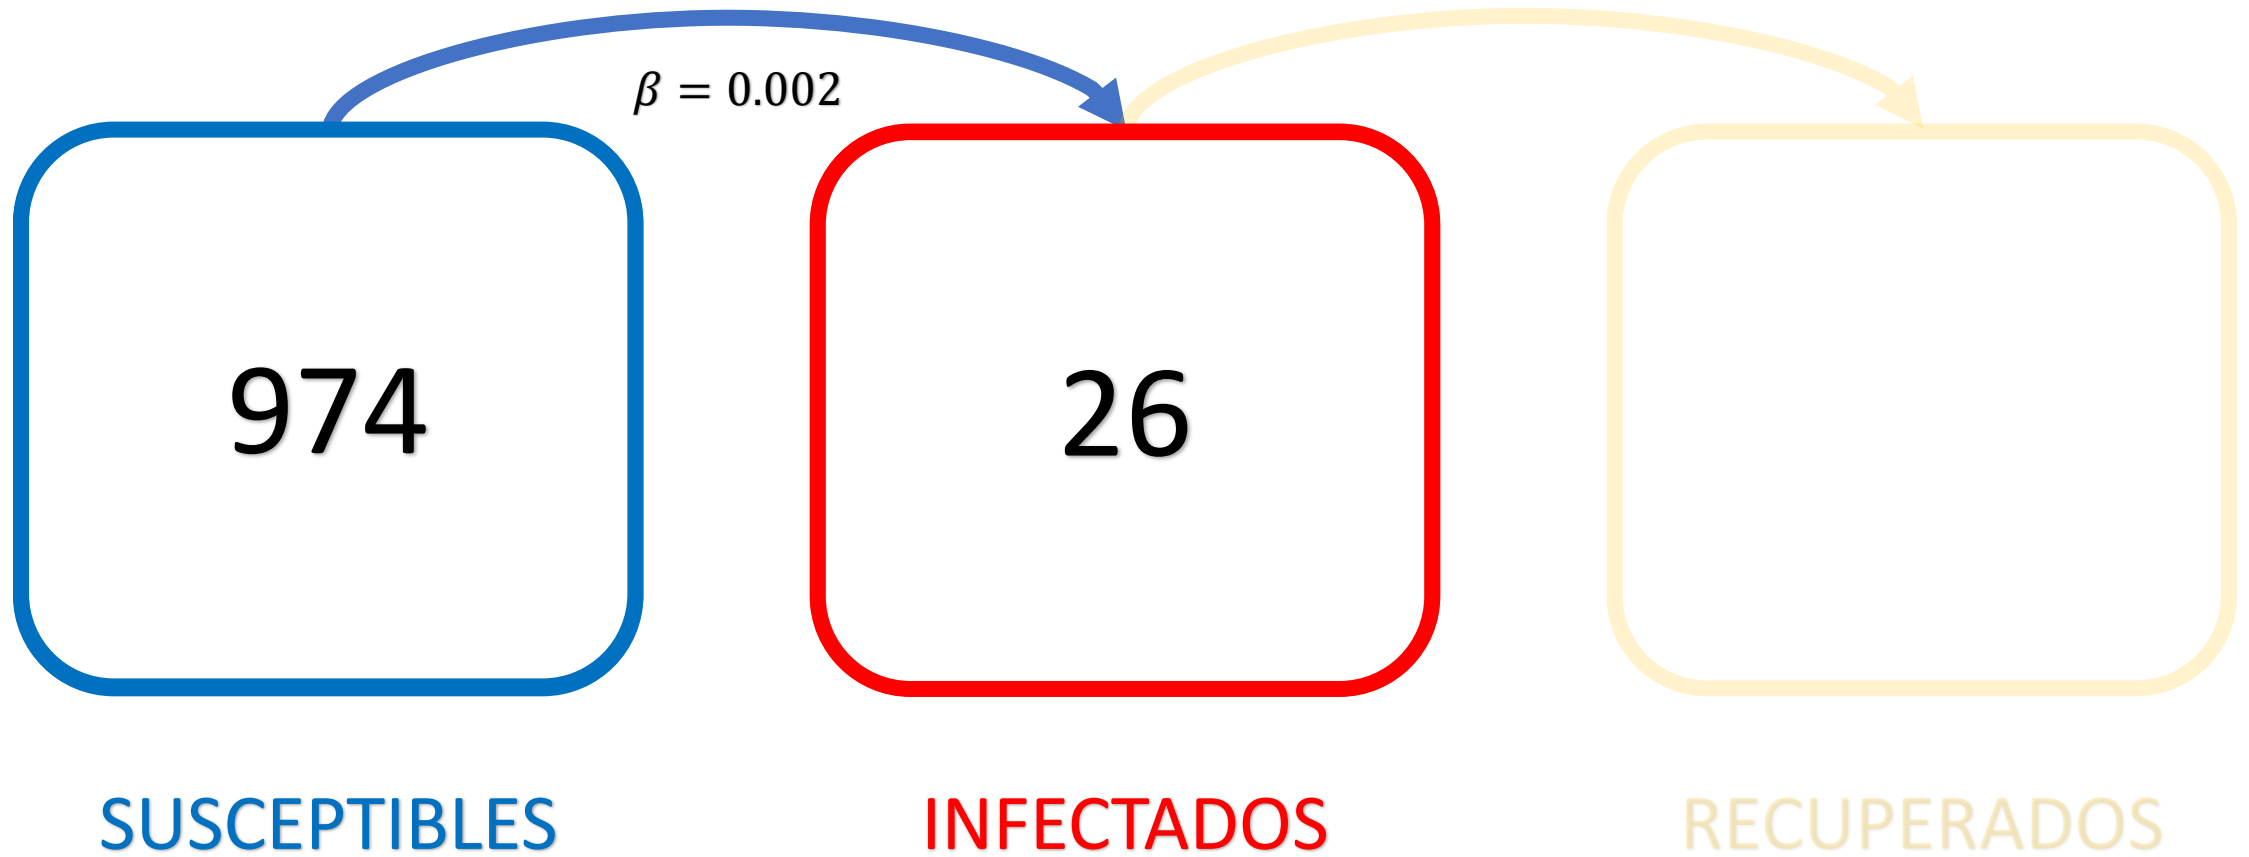 β = 0.002
974
26
SUSCEPTIBLES
INFECTADOS
RECUPERADOS